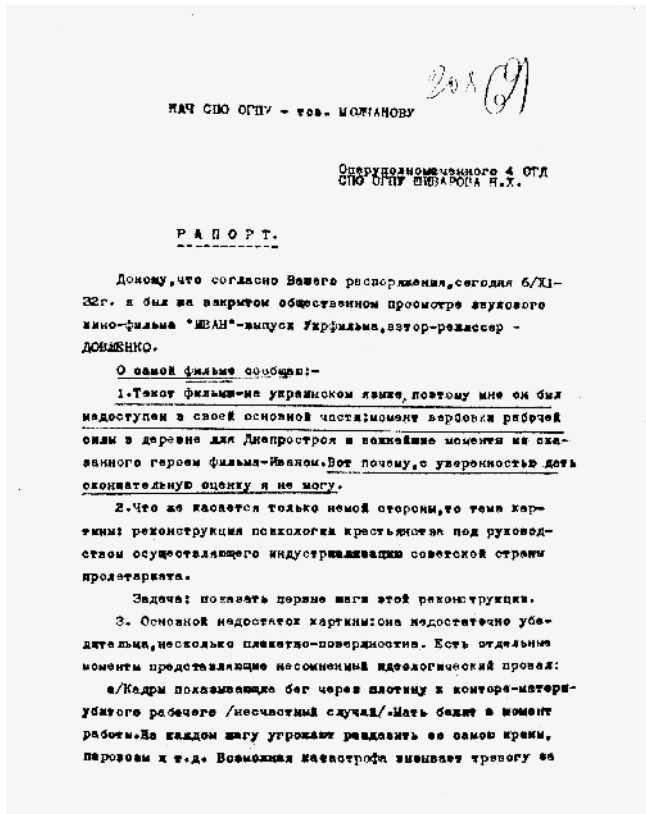 208 (9)
НАЧ СПО ОГПУ - тов. МОЛЧАНОВУ
Оперуполномоченного 4 ОТД
СПО ОГПУ ШИВАРОВА Н.Х.
Р А П О Р Т.
Доношу, что согласно Вашего распоряжения, сегодня 6/XI-
32г. я был на закрытом общественном просмотре звукового
кино-фильма "ИВАН"-выпуск Укрфильма, автор-режиссер -
ДОВЖЕНКО.
О самой фильме сообщаю:-
1.Текст фильмы-на украинском языке, поэтому мне он был
недоступен в своей основной части:момент вербовки рабочей
силы в деревне для Днепростроя и важнейшие моменты из ска-
занного героем фильма-Иваном. Вот почему, с уверенностью дать
окончательную оценку я не могу.
2.Что же касается только немой стороны, то тема кар-
тины: реконструкция психологии крестьянства под руковод-
ством осуществляющего индустриализацию советской страны
пролетариата.
Задача: показать первые шаги этой реконструкции.
3. Основной недостаток картины:она недостаточно убе-
дительна, несколько плакатно-поверхностна. Есть отдельные
моменты представляющие несомненный идеологический провал:
а/Кадры показывающие бег через плотину к конторе-матери-
убитого рабочего /несчастный случай/.Мать бежит в момент
работы.На каждом шагу угрожают раздавить ее самое краны,
паровозы и т.д. Возможная катастрофа вызывает тревогу за